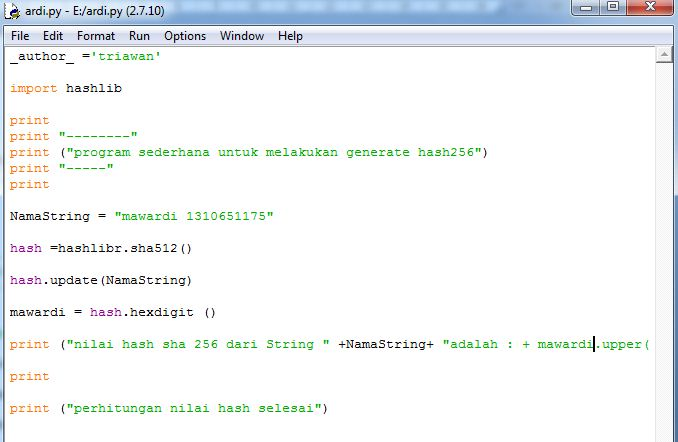 ardi.py - E:/ardi.py (2.7.10)
File Edit Format Run Options Window Help
_author_ ='triawan'
import hashlib
print
print "--------"
print ("program sederhana untuk melakukan generate hash256")
print "-----"
print
NamaString = "mawardi 1310651175"
hash =hashlibr.sha512()
hash.update(NamaString)
mawardi = hash.hexdigit ()
print ("nilai hash sha 256 dari String " +NamaString+ "adalah : + mawardi.upper(
print
print ("perhitungan nilai hash selesai")